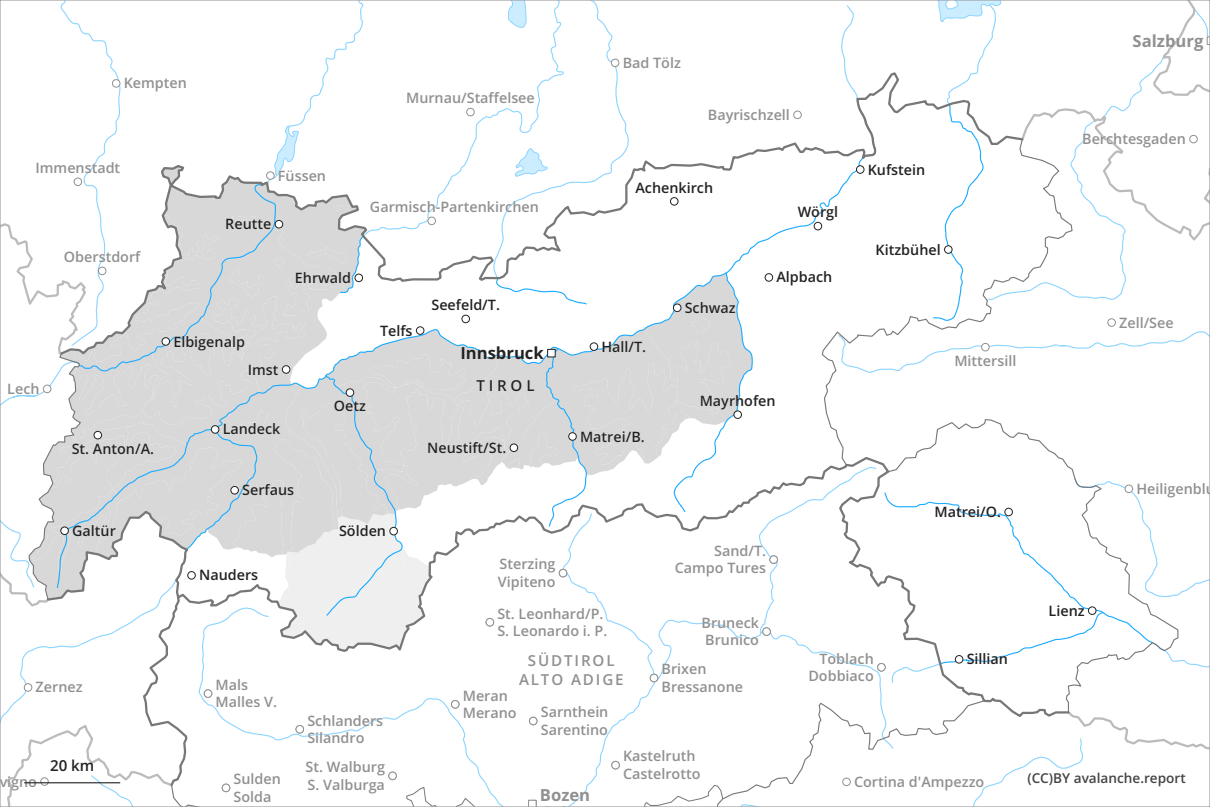 Salzburg
Bad Tölz
Kempten
Murnau/Staffelsee
Bayrischzell
Berchtesgaden
Immenstadt
Füssen
Kufstein
Achenkirch
Garmisch-Partenkirchen
Wörgl
Reutte
Kitzbühel
Oberstdorf
Ehrwald
Alpbach
Seefeld/T.
Schwaz
Telfs
Zell/See
Elbigenalp
Innsbruck
Hall/T.
Mittersill
Imst
TIROL
Lech
Oetz
Mayrhofen
Landeck
Matrei/B.
St. Anton/A.
Neustift/St.
Serfaus
Heiligenblu
Matrei/O.
Galtür
Sölden
Sand/T.
Campo Tures
Sterzing
Vipiteno
Nauders
Lienz
St. Leonhard/P.
S. Leonardo i. P.
Bruneck
Brunico
SÜDTIROL
ALTO ADIGE
Sillian
Toblach
Dobbiaco
Brixen
Bressanone
Zernez
Mals
Malles V.
Meran
Merano
Sarnthein
Sarentino
Schlanders
Silandro
Kastelruth
Castelrotto
20 km
St. Walburg
S. Valburga
vigno
Sulden
Solda
Cortina d'Ampezzo
(CC)BY avalanche.report
Bozen